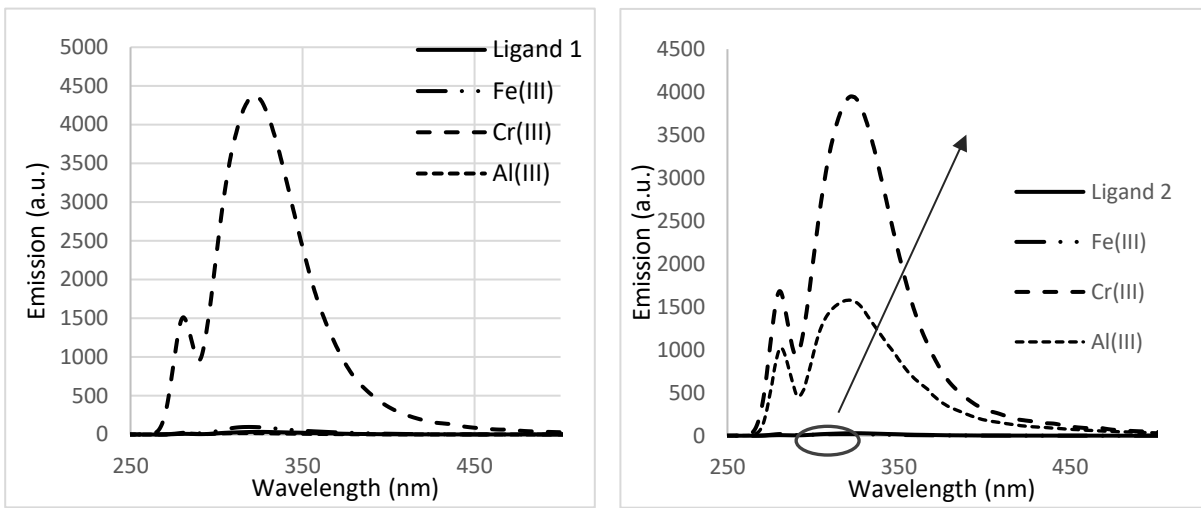 5000
4500
4000
3500
3000
2500
2000
1500
1000
500
0
250
350
450
Emission (a.u.)
Wavelength (nm)
Ligand 1
Fe(III)
Cr(III)
Al(III)
4500
4000
3500
3000
2500
2000
1500
1000
500
0
250
350
450
Emission (a.u.)
Wavelength (nm)
Ligand 2
Fe(III)
Cr(III)
Al(III)